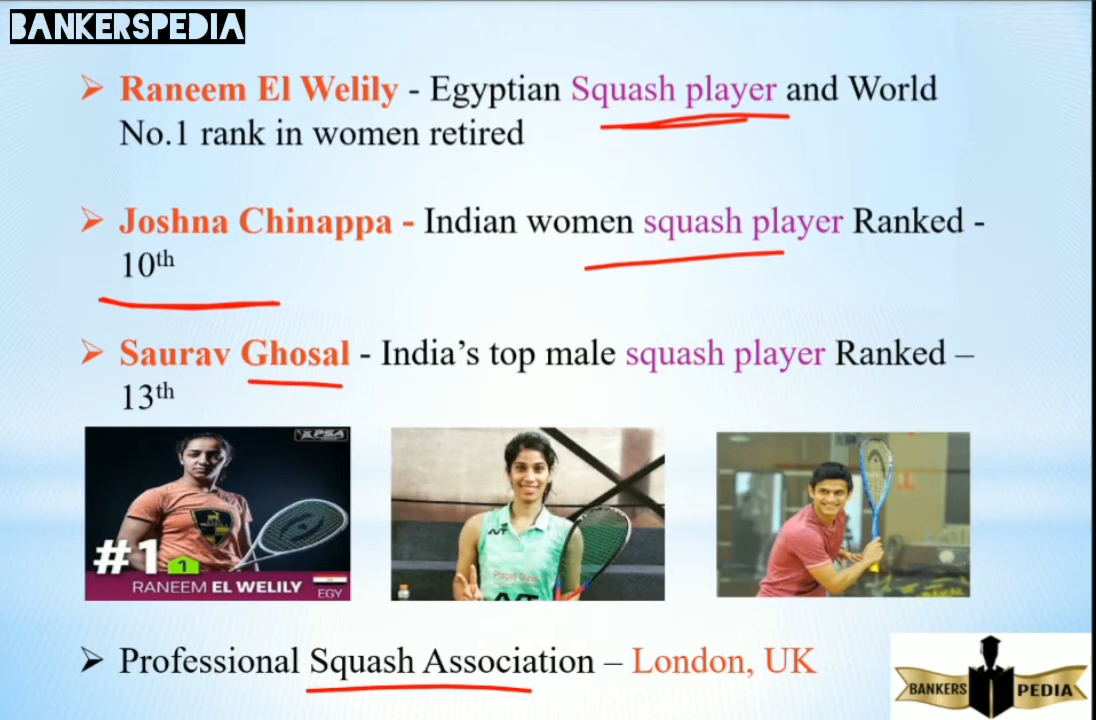 BANKERSPEDIA
➢ Raneem El Welily - Egyptian Squash player and World
No.1 rank in women retired
➢ Joshna Chinappa - Indian women squash player Ranked -
10th
➢ Saurav Ghosal - India's top male squash player Ranked –
13th
PSA
#1
1
RANEEM EL WELILY
EGY
➢ Professional Squash Association – London, UK
BANKERS PEDIA